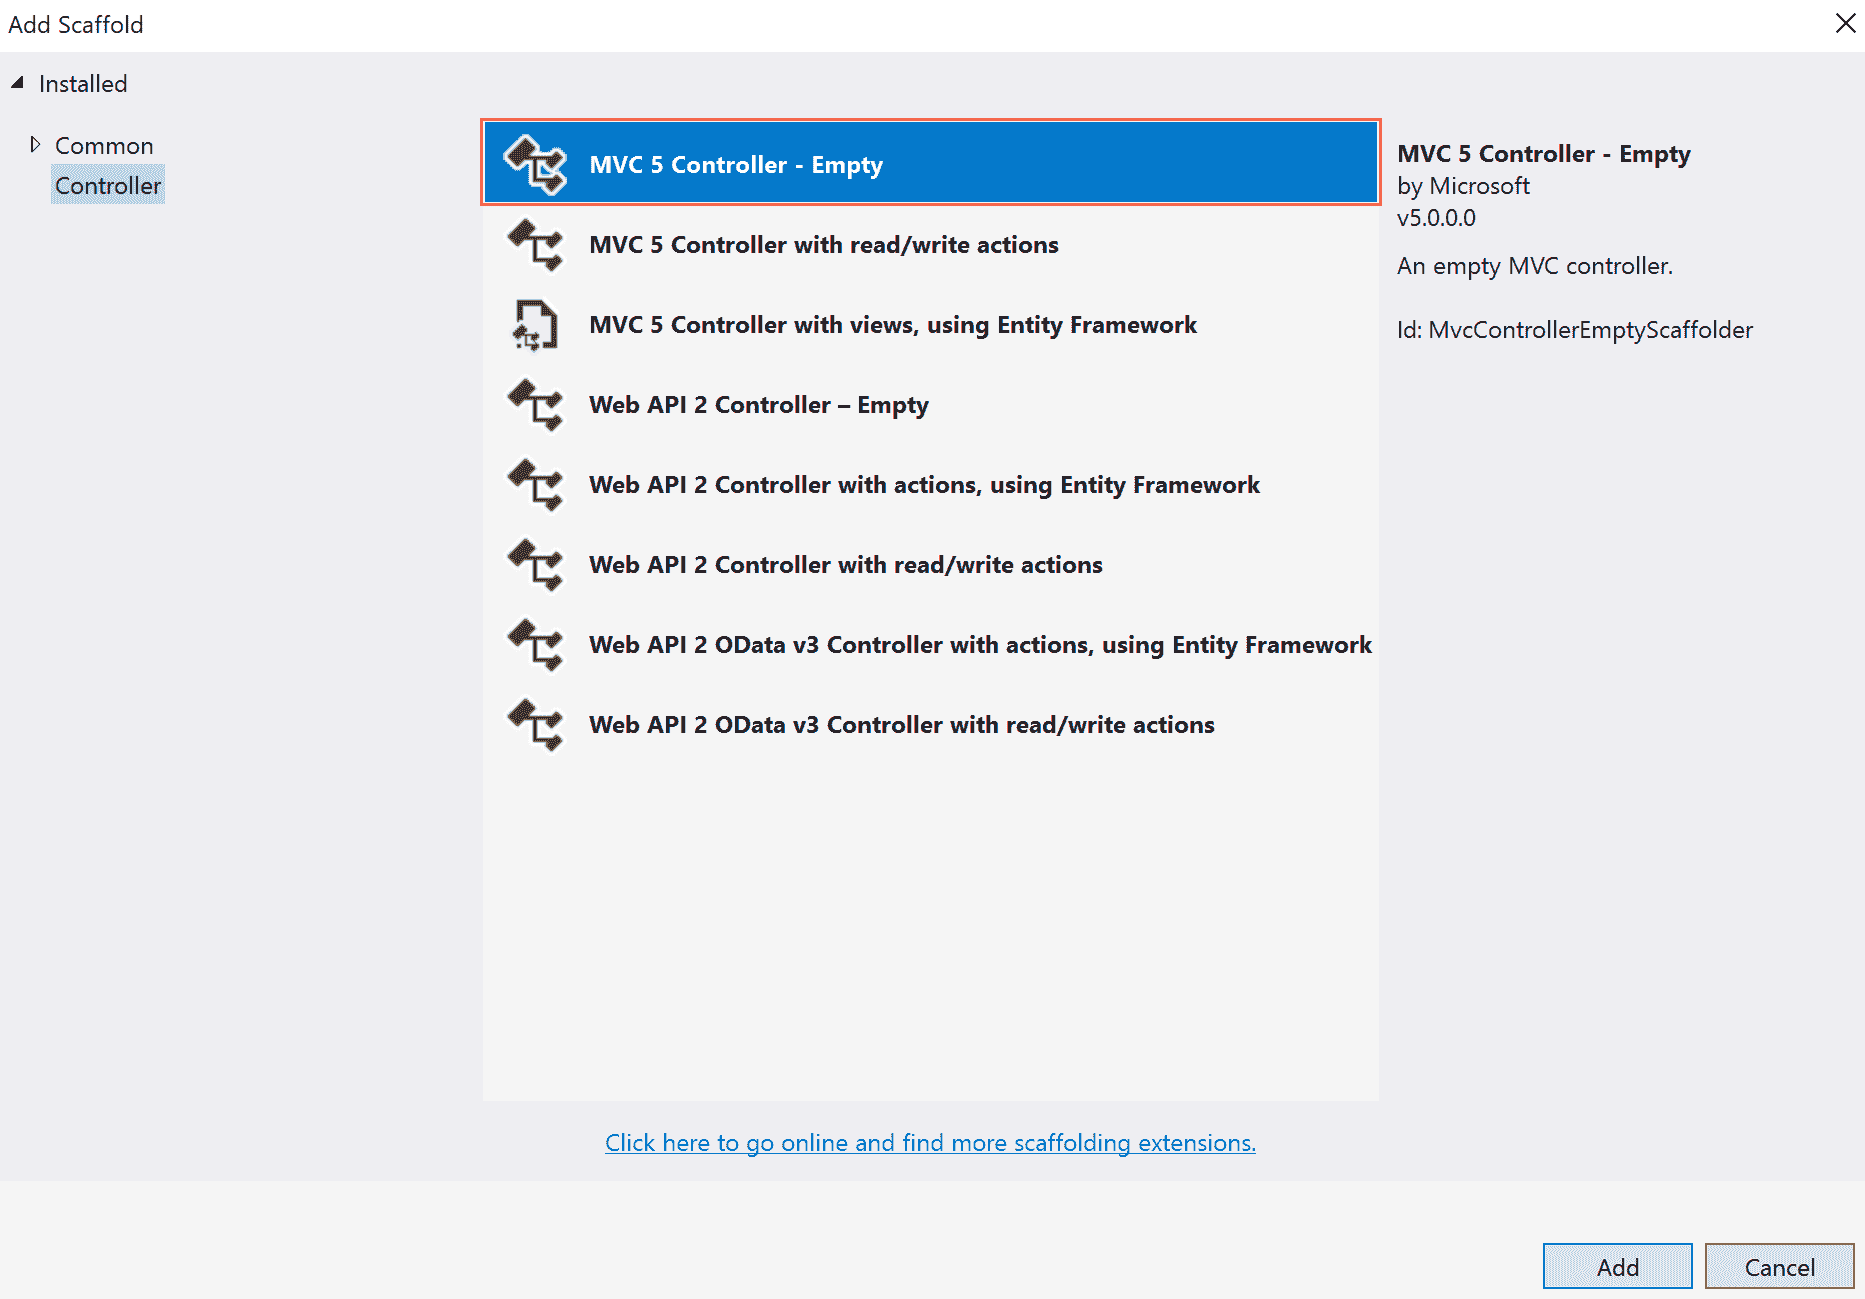 Add Scaffold
Installed
Common
Controller
MVC 5 Controller - Empty
MVC 5 Controller with read/write actions
MVC 5 Controller with views, using Entity Framework
Web API 2 Controller – Empty
Web API 2 Controller with actions, using Entity Framework
Web API 2 Controller with read/write actions
Web API 2 OData v3 Controller with actions, using Entity Framework
Web API 2 OData v3 Controller with read/write actions
Click here to go online and find more scaffolding extensions.
MVC 5 Controller - Empty
by Microsoft
v5.0.0.0
An empty MVC controller.
Id: MvcControllerEmptyScaffolder
Add
Cancel